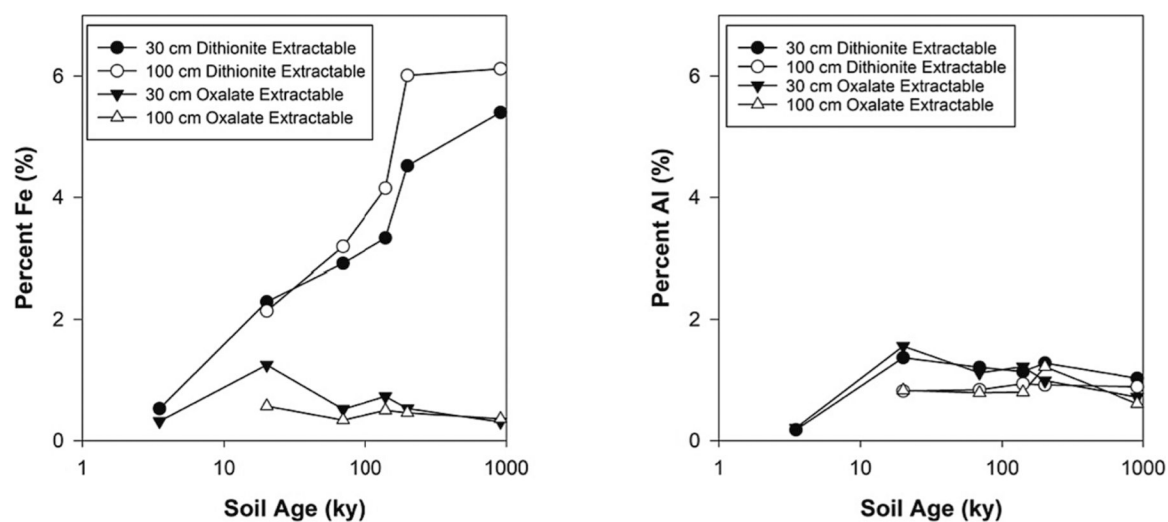 30 cm Dithionite Extractable
100 cm Dithionite Extractable
30 cm Oxalate Extractable
100 cm Oxalate Extractable
Percent Fe (%)
6
4
2
0
1
10
100
1000
Soil Age (ky)
30 cm Dithionite Extractable
100 cm Dithionite Extractable
30 cm Oxalate Extractable
100 cm Oxalate Extractable
Percent Al (%)
6
4
2
0
1
10
100
1000
Soil Age (ky)